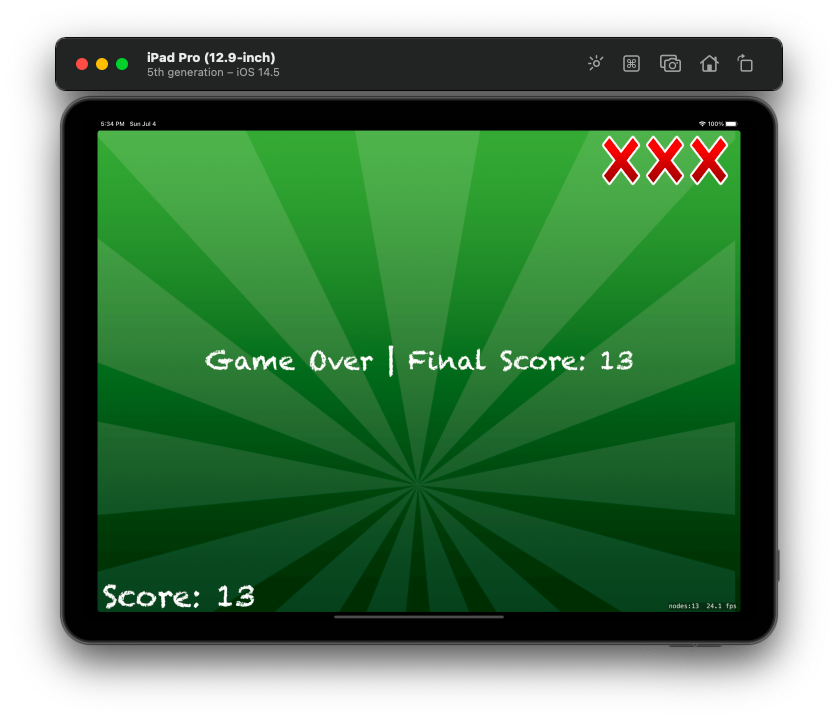 iPad Pro (12.9-inch)
5th generation – iOS 14.5
5:34 PM Sun Jul 4
100%
XXX
Game Over | Final Score: 13
Score: 13
nodes:13 24.1 fps